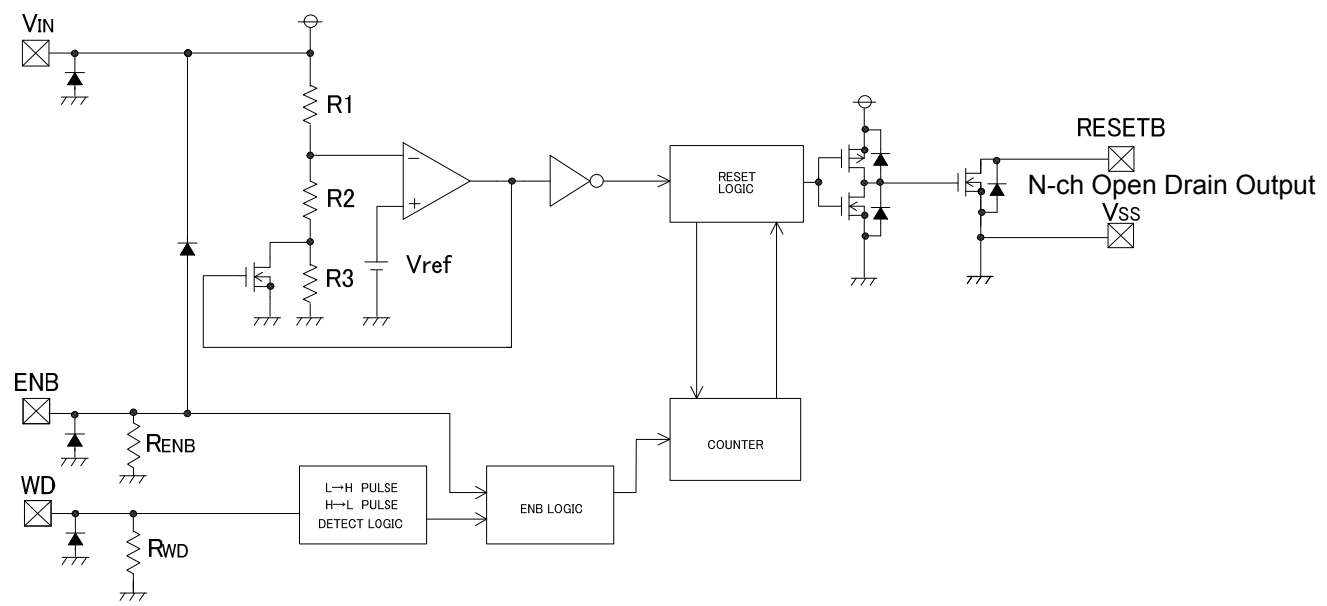 VIN
R1
R2
R3
Vref
RESET
LOGIC
RESETB
N-ch Open Drain Output
VSS
ENB
RENB
COUNTER
WD
RWD
L→H PULSE
H→L PULSE
DETECT LOGIC
ENB LOGIC